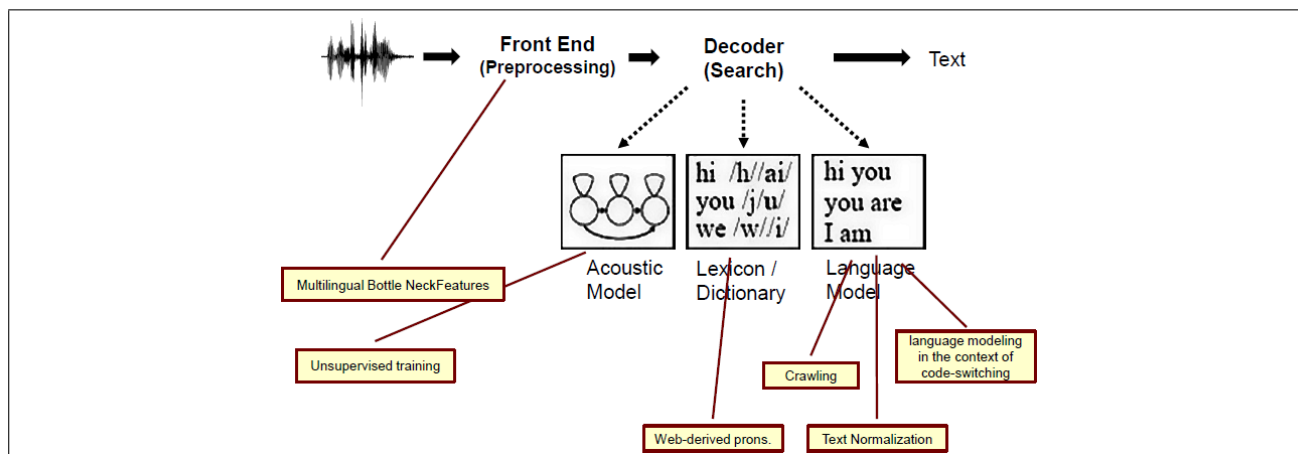 Front End
(Preprocessing)
Decoder
(Search)
Text
hi /h//ai/
you /j/u/
we /w//i/
hi you
you are
I am
Acoustic
Model
Lexicon /
Dictionary
Language
Model
Multilingual Bottle NeckFeatures
Unsupervised training
Crawling
language modeling
in the context of
code-switching
Web-derived prons.
Text Normalization